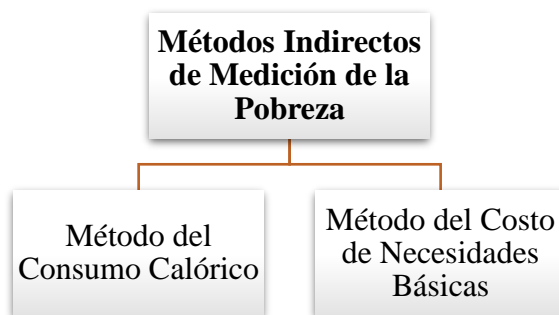 Métodos Indirectos
de Medición de la
Pobreza
Método del
Consumo Calórico
Método del Costo
de Necesidades
Básicas